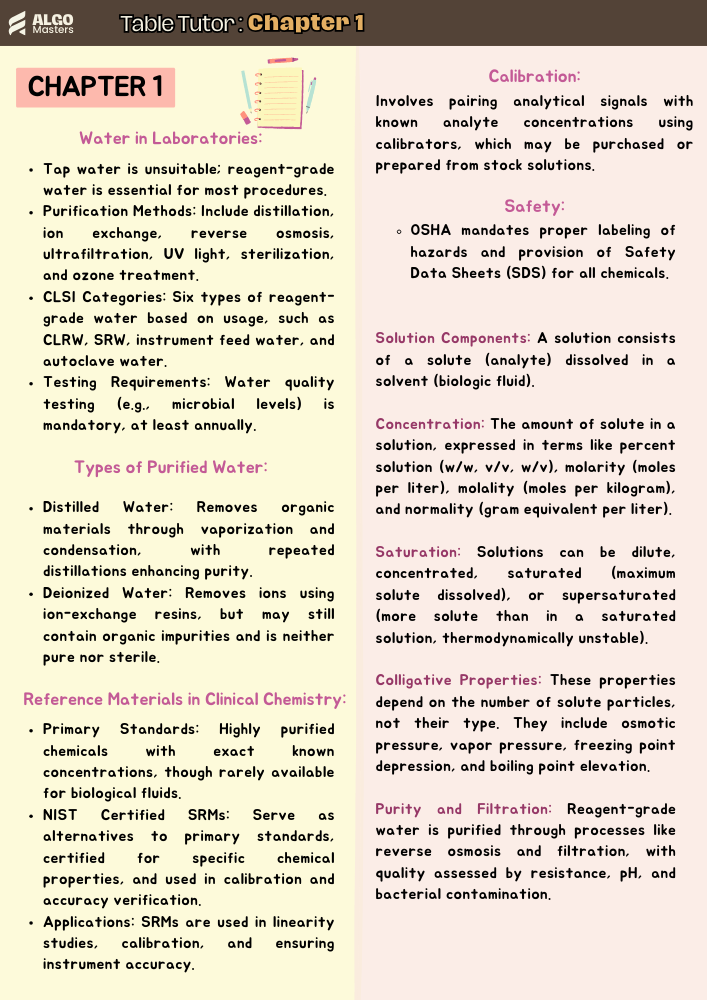 ALGO
Masters
Table Tutor : Chapter 1
CHAPTER 1
Water in Laboratories:
• Tap water is unsuitable; reagent-grade
water is essential for most procedures.
• Purification Methods: Include distillation,
ion exchange, reverse osmosis,
ultrafiltration, UV light, sterilization,
and ozone treatment.
• CLSI Categories: Six types of reagent-
grade water based on usage, such as
CLRW, SRW, instrument feed water, and
autoclave water.
• Testing Requirements: Water quality
testing (e.g., microbial levels) is
mandatory, at least annually.
Types of Purified Water:
• Distilled Water: Removes organic
materials through vaporization and
condensation, with repeated
distillations enhancing purity.
• Deionized Water: Removes ions using
ion-exchange resins, but may still
contain organic impurities and is neither
pure nor sterile.
Reference Materials in Clinical Chemistry:
• Primary Standards: Highly purified
chemicals with exact known
concentrations, though rarely available
for biological fluids.
• NIST Certified SRMs: Serve as
alternatives to primary standards,
certified for specific chemical
properties, and used in calibration and
accuracy verification.
• Applications: SRMs are used in linearity
studies, calibration, and ensuring
instrument accuracy.
Calibration:
Involves pairing analytical signals with
known analyte concentrations using
calibrators, which may be purchased or
prepared from stock solutions.
Safety:
◦ OSHA mandates proper labeling of
hazards and provision of Safety
Data Sheets (SDS) for all chemicals.
Solution Components: A solution consists
of a solute (analyte) dissolved in a
solvent (biologic fluid).
Concentration: The amount of solute in a
solution, expressed in terms like percent
solution (w/w, v/v, w/v), molarity (moles
per liter), molality (moles per kilogram),
and normality (gram equivalent per liter).
Saturation: Solutions can be dilute,
concentrated, saturated (maximum
solute dissolved), or supersaturated
(more solute than in a saturated
solution, thermodynamically unstable).
Colligative Properties: These properties
depend on the number of solute particles,
not their type. They include osmotic
pressure, vapor pressure, freezing point
depression, and boiling point elevation.
Purity and Filtration: Reagent-grade
water is purified through processes like
reverse osmosis and filtration, with
quality assessed by resistance, pH, and
bacterial contamination.